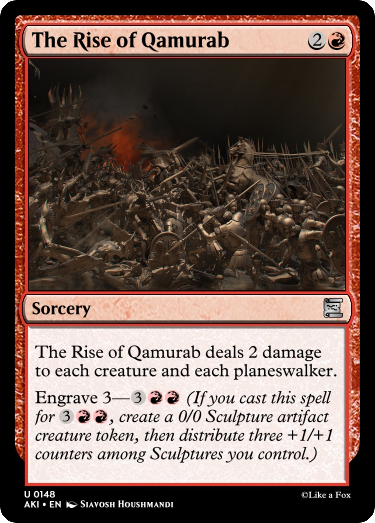 The Rise of Qamurab 2
Sorcery
The Rise of Qamurab deals 2 damage
to each creature and each planeswalker.
Engrave 3—3 (If you cast this spell
for 3, create a 0/0 Sculpture artifact
creature token, then distribute three +1/+1
counters among Sculptures you control.)
U 0148
AKI • EN Siavosh Houshmandi
©Like a Fox